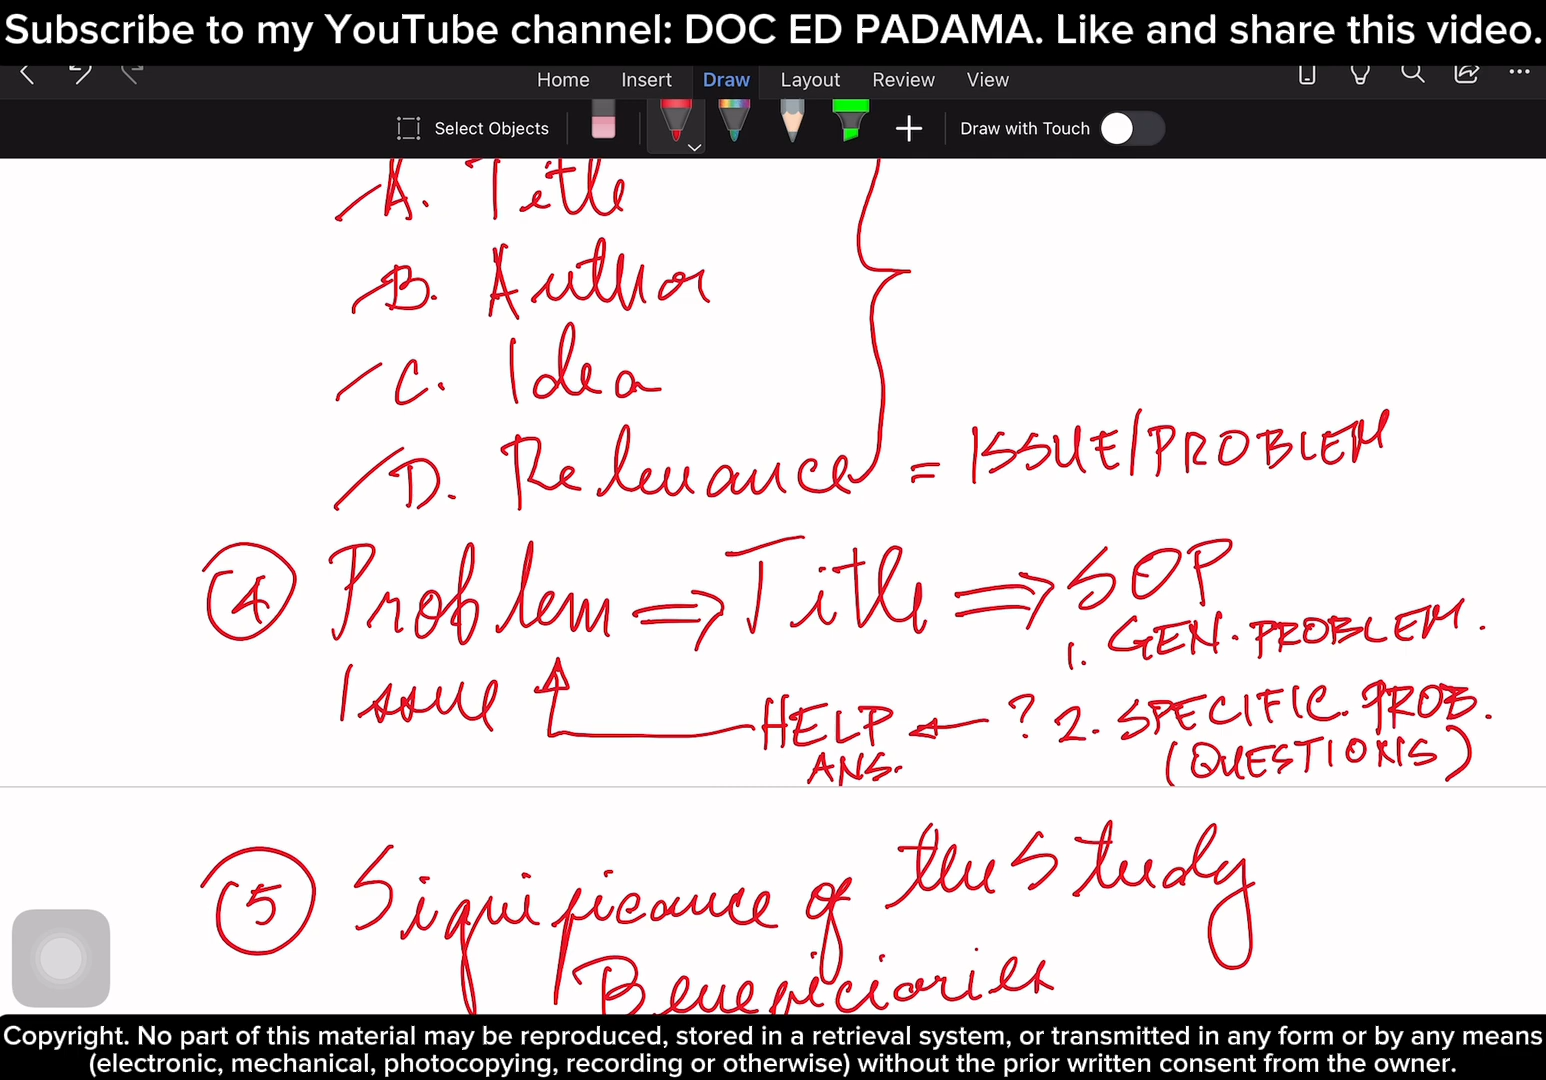 Subscribe to my YouTube channel: DOC ED PADAMA. Like and share this video.
Home Insert Draw Layout Review View
Select Objects Draw with Touch
A. Title
B. Author
C. Idea
D. Relevance = ISSUE/PROBLEM
4 Problem ⇒ Title ⇒ SOP
1. GEN. PROBLEM.
Issue HELP ← ? 2. SPECIFIC. PROB.
ANS. (QUESTIONS)
5 Significance of the Study
Beneficiaries
Copyright. No part of this material may be reproduced, stored in a retrieval system, or transmitted in any form or by any means
(electronic, mechanical, photocopying, recording or otherwise) without the prior written consent from the owner.